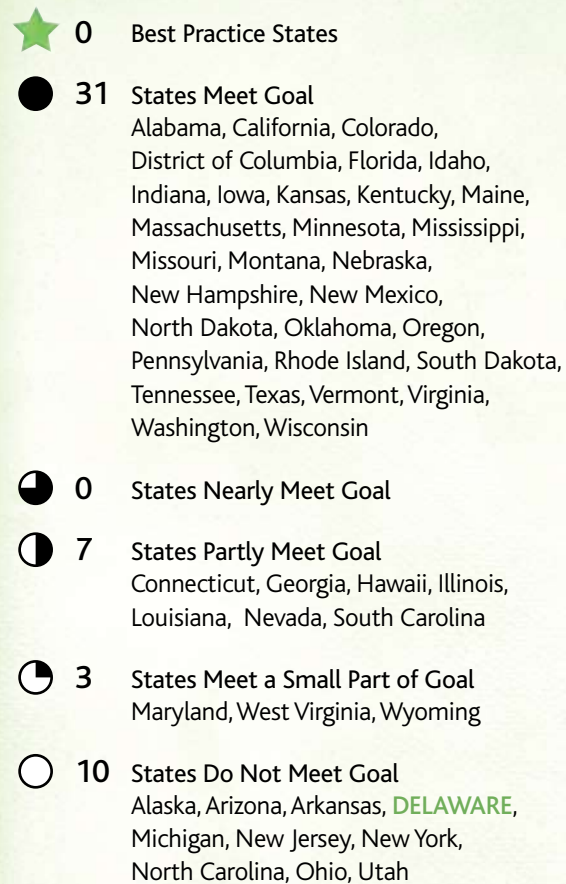 0 Best Practice States
31 States Meet Goal
Alabama, California, Colorado,
District of Columbia, Florida, Idaho,
Indiana, Iowa, Kansas, Kentucky, Maine,
Massachusetts, Minnesota, Mississippi,
Missouri, Montana, Nebraska,
New Hampshire, New Mexico,
North Dakota, Oklahoma, Oregon,
Pennsylvania, Rhode Island, South Dakota,
Tennessee, Texas, Vermont, Virginia,
Washington, Wisconsin
0 States Nearly Meet Goal
7 States Partly Meet Goal
Connecticut, Georgia, Hawaii, Illinois,
Louisiana, Nevada, South Carolina
3 States Meet a Small Part of Goal
Maryland, West Virginia, Wyoming
10 States Do Not Meet Goal
Alaska, Arizona, Arkansas, DELAWARE,
Michigan, New Jersey, New York,
North Carolina, Ohio, Utah